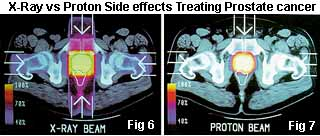 X-Ray vs Proton Side effects Treating Prostate cancer
100%
70%
40%
X-RAY BEAM
Fig 6
100%
70%
40%
PROTON BEAM
Fig 7